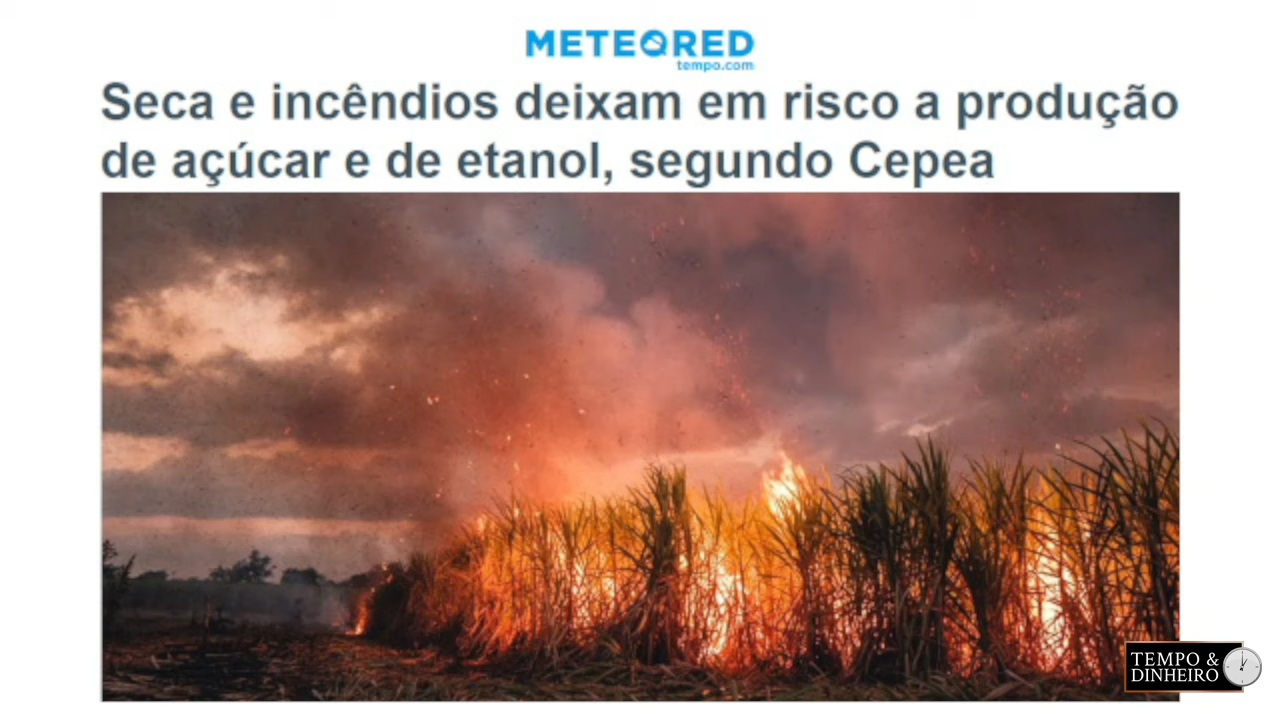 METEORED
tempo.com
Seca e incêndios deixam em risco a produção
de açúcar e de etanol, segundo Cepea
TEMPO &
DINHEIRO